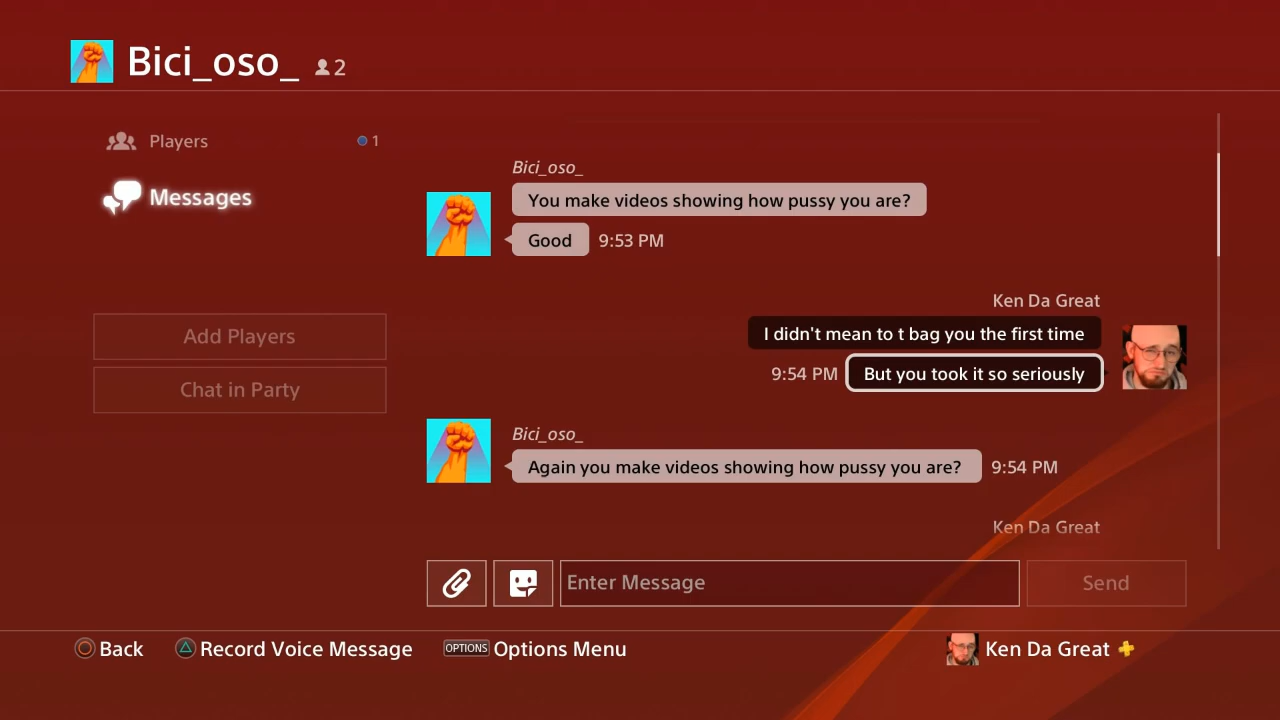 Bici_oso_ 2
Players 1
Messages
Add Players
Chat in Party
Bici_oso_
You make videos showing how pussy you are?
Good 9:53 PM
Ken Da Great
I didn't mean to t bag you the first time
9:54 PM But you took it so seriously
Bici_oso_
Again you make videos showing how pussy you are? 9:54 PM
Ken Da Great
Enter Message
Send
Back
Record Voice Message
OPTIONS Options Menu
Ken Da Great